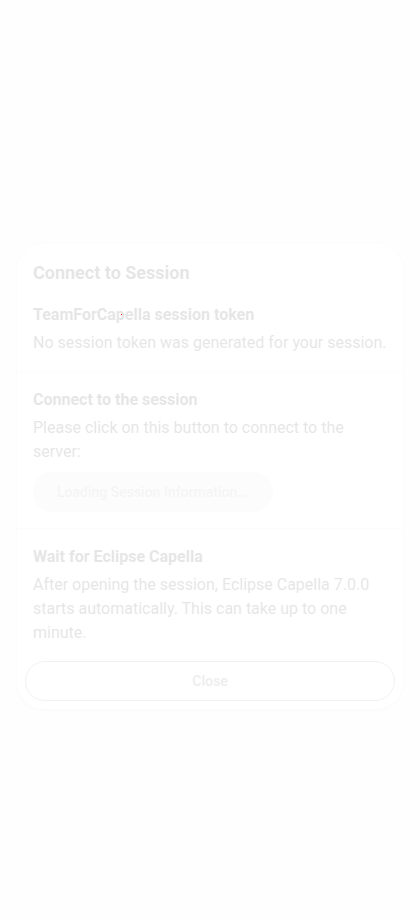 Connect to Session
TeamForCapella session token
No session token was generated for your session.
Connect to the session
Please click on this button to connect to the
server:
Loading Session Information...
Wait for Eclipse Capella
After opening the session, Eclipse Capella 7.0.0
starts automatically. This can take up to one
minute.
Close